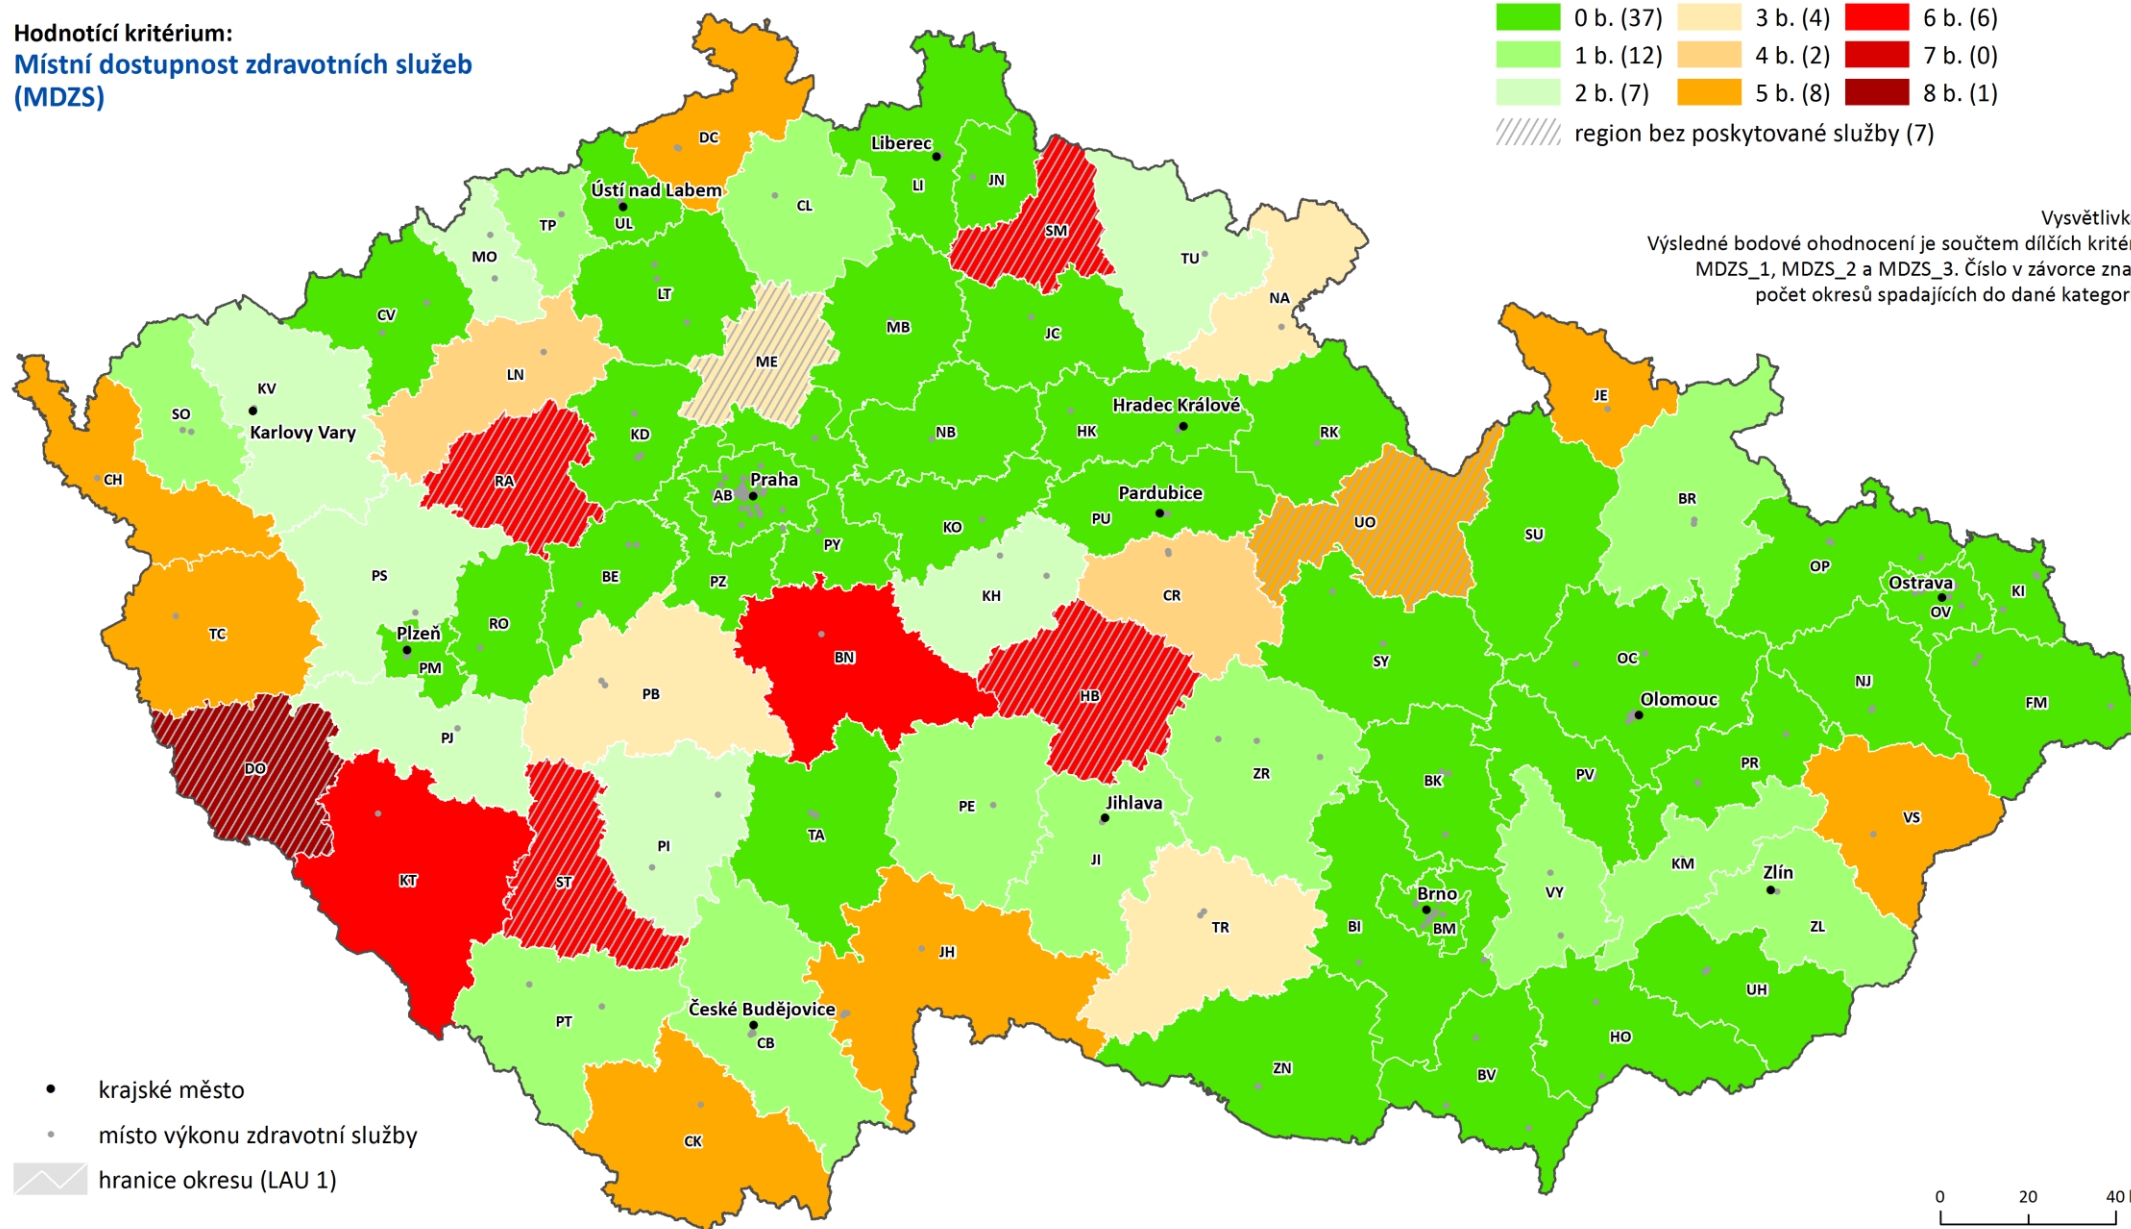 Hodnotící kritérium:
Místní dostupnost zdravotních služeb
(MDZS)
0 b. (37)
3 b. (4)
6 b. (6)
1 b. (12)
4 b. (2)
7 b. (0)
2 b. (7)
5 b. (8)
8 b. (1)
region bez poskytované služby (7)
Vysvětlivk
Výsledné bodové ohodnocení je součtem dílčích kritér
MDZS_1, MDZS_2 a MDZS_3. Číslo v závorce zna
počet okresů spadajících do dané kategor
DC
Liberec
LI
JN
Ústí nad Labem
UL
TP
CL
SM
MO
TU
LT
NA
CV
MB
JC
ME
LN
KV
JE
SO
Karlovy Vary
KD
NB
HK
Hradec Králové
RK
CH
RA
AB
Praha
Pardubice
PU
BR
KO
UO
PY
SU
OP
PS
BE
PZ
KH
CR
Ostrava
OV
KI
TC
Plzeň
PM
RO
BN
SY
OC
PB
HB
NJ
Olomouc
FM
PJ
DO
ZR
BK
PV
PR
Jihlava
PE
TA
VS
PI
JI
KT
ST
KM
Zlín
VY
Brno
BM
BI
TR
ZL
JH
UH
České Budějovice
CB
PT
HO
ZN
BV
CK
krajské město
místo výkonu zdravotní služby
hranice okresu (LAU 1)
0
20
40